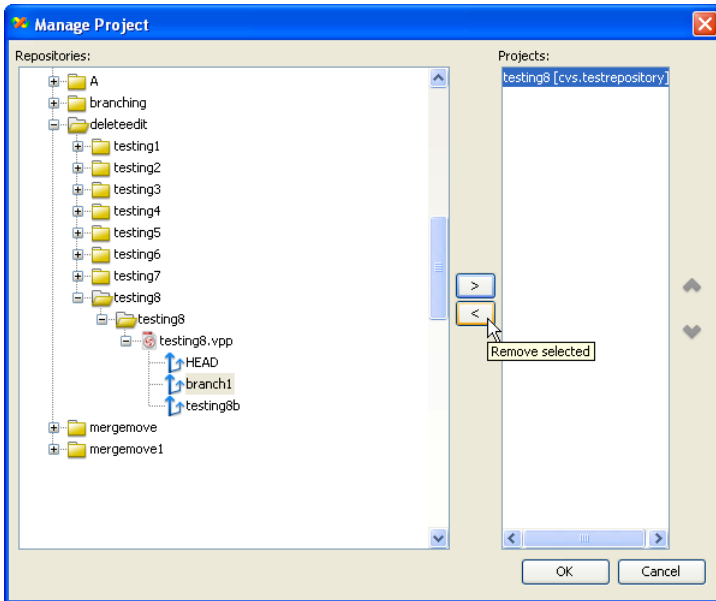 Manage Project
Repositories:
A
branching
deleteedit
testing1
testing2
testing3
testing4
testing5
testing6
testing7
testing8
testing8
testing8.vpp
HEAD
branch1
testing8b
mergemove
mergemove1
>
<
Remove selected
Projects:
testing8 [cvs.testrepository]
OK
Cancel